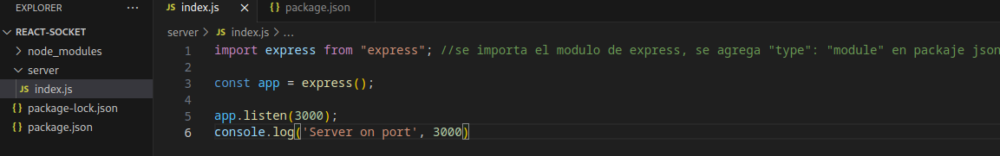 EXPLORER
···
JS index.js ×
{} package.json
REACT-SOCKET
node_modules
server
JS index.js
{} package-lock.json
{} package.json
server > JS index.js > ...
1 import express from "express"; //se importa el modulo de express, se agrega "type": "module" en packaje json
2
3 const app = express();
4
5 app.listen(3000);
6 console.log('Server on port', 3000)